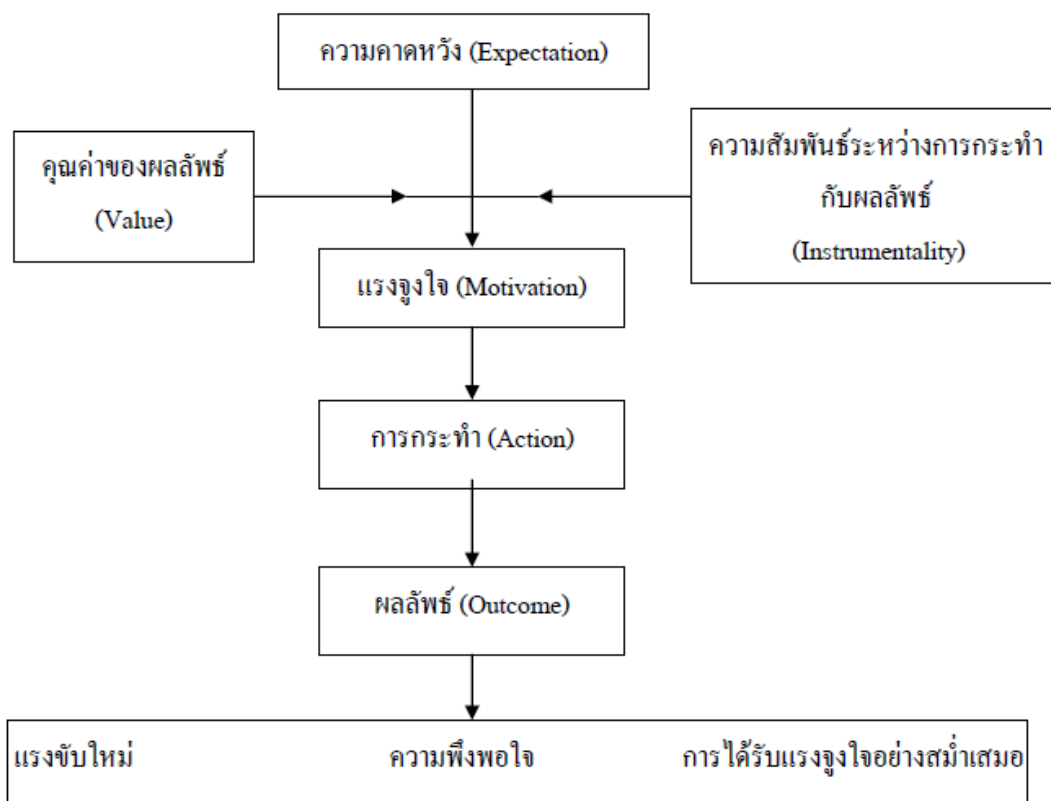 ความคาดหวัง (Expectation)
คุณค่าของผลลัพธ์
(Value)
ความสัมพันธ์ระหว่างการกระทำ
กับผลลัพธ์
(Instrumentality)
แรงจูงใจ (Motivation)
การกระทำ (Action)
ผลลัพธ์ (Outcome)
แรงขับใหม่ ความพึงพอใจ การได้รับแรงจูงใจอย่างสม่ำเสมอ